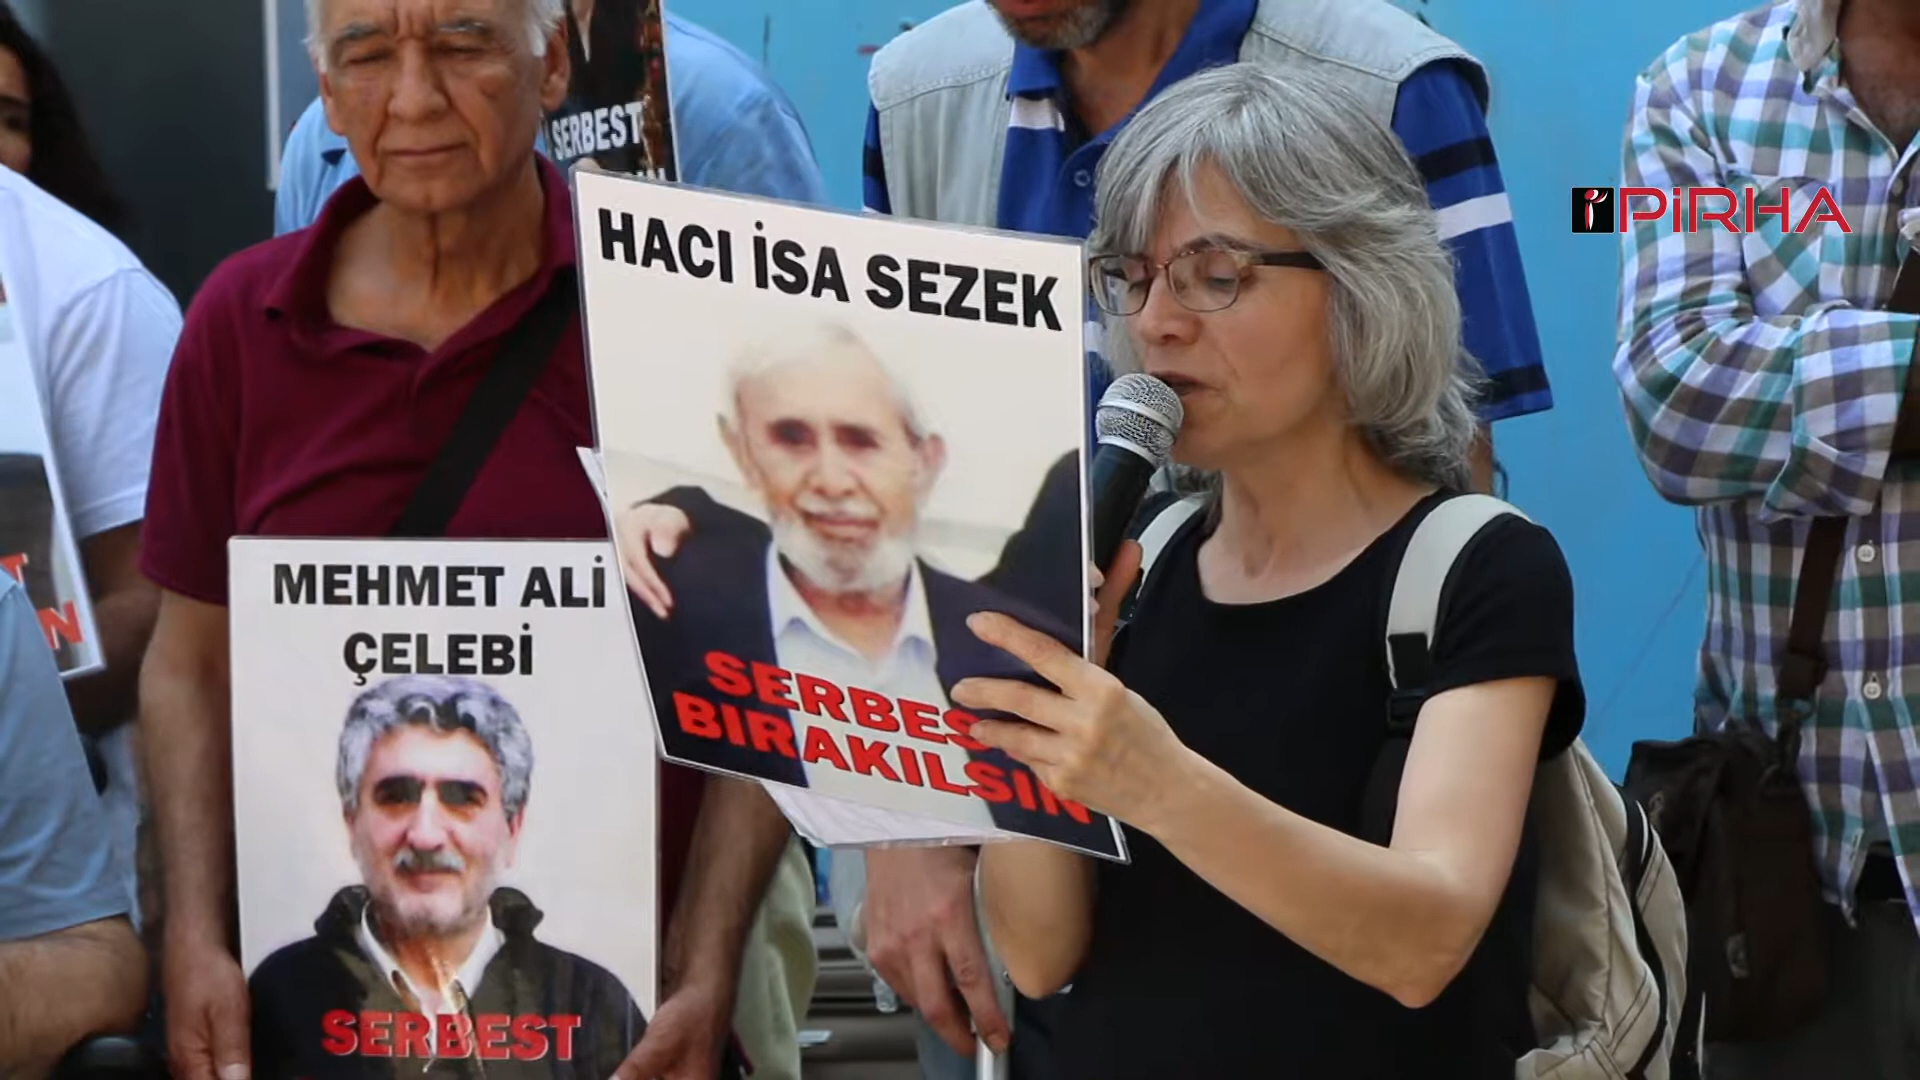 SERBEST
PİRHA
HACI İSA SEZEK
SERBEST
BIRAKILSIN
MEHMET ALİ
ÇELEBİ
SERBEST